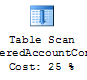 Table Scan
eredAccountCo
Cost: 25 %